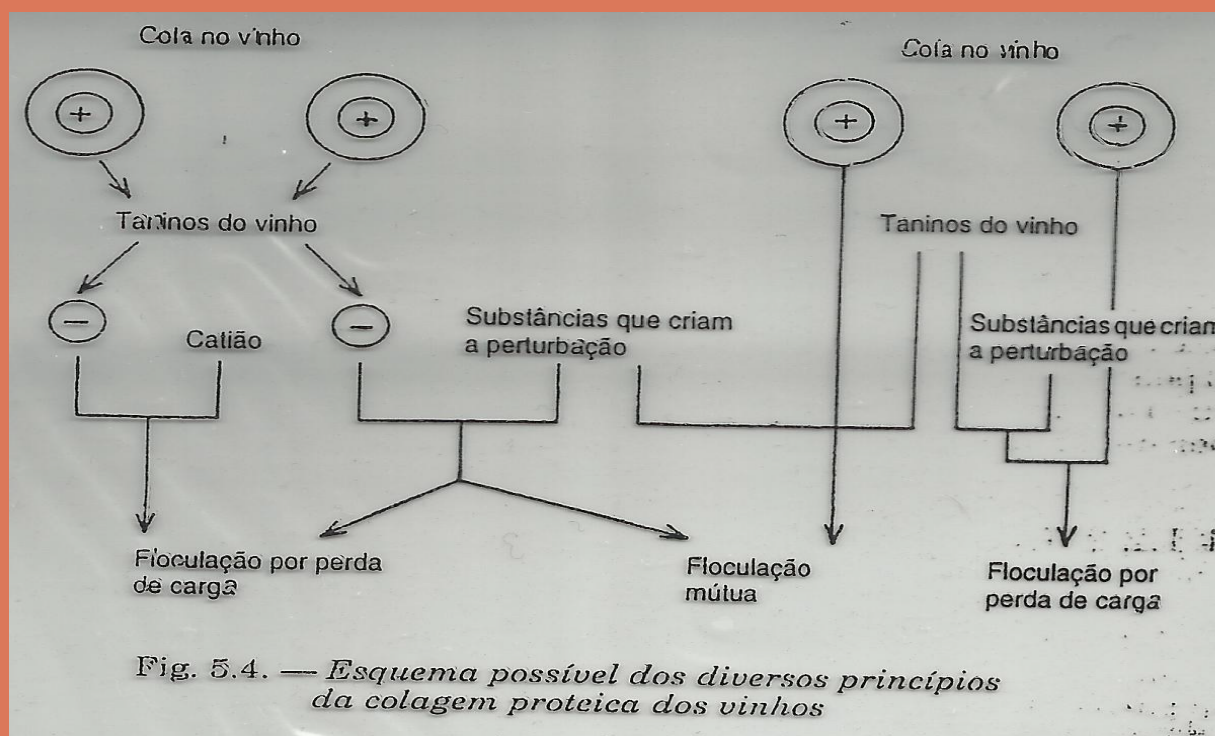 Cola no vinho
Cola no vinho
+
+
+
+
Taninos do vinho
Taninos do vinho
−
−
Catião
Substâncias que criam
a perturbação
Substâncias que criam
a perturbação
Floculação por perda
de carga
Floculação
mútua
Floculação por
perda de carga
Fig. 5.4. — Esquema possível dos diversos princípios
da colagem proteica dos vinhos